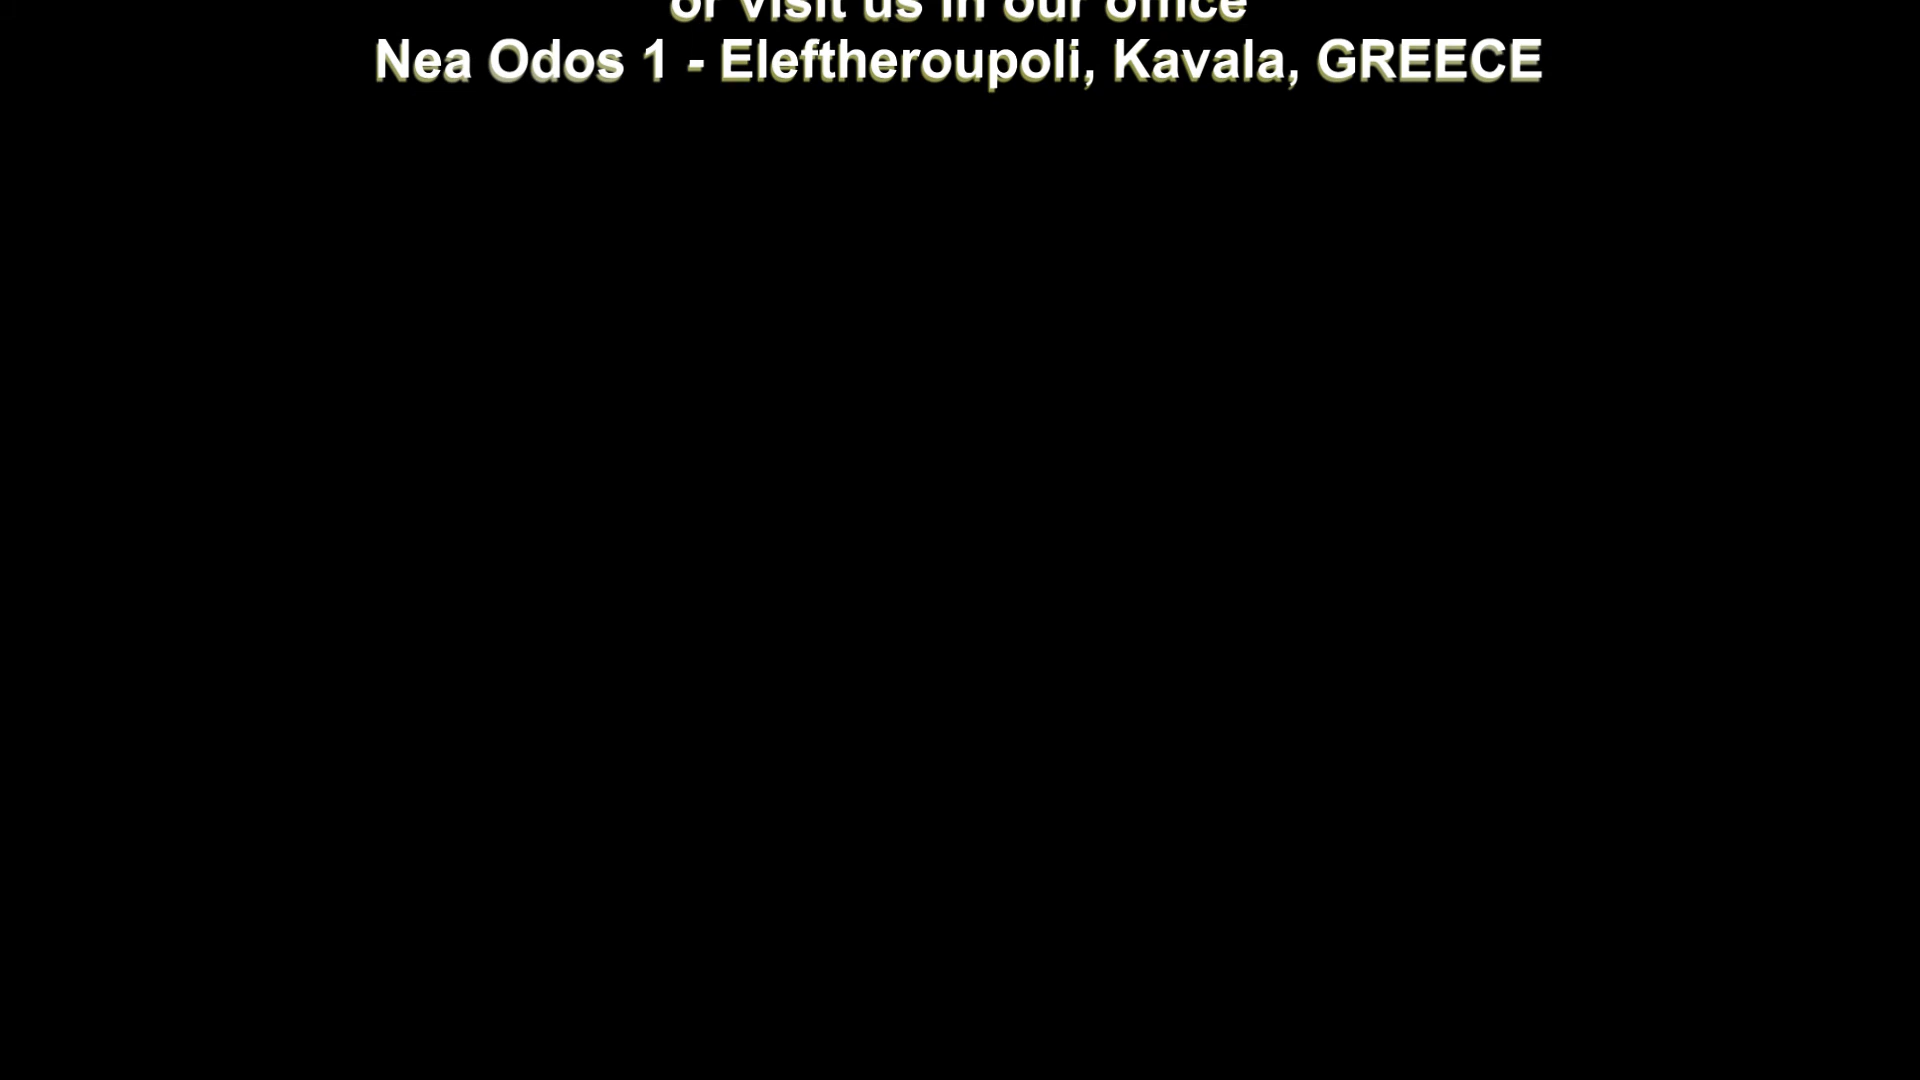 or visit us in our office
Nea Odos 1 - Eleftheroupoli, Kavala, GREECE